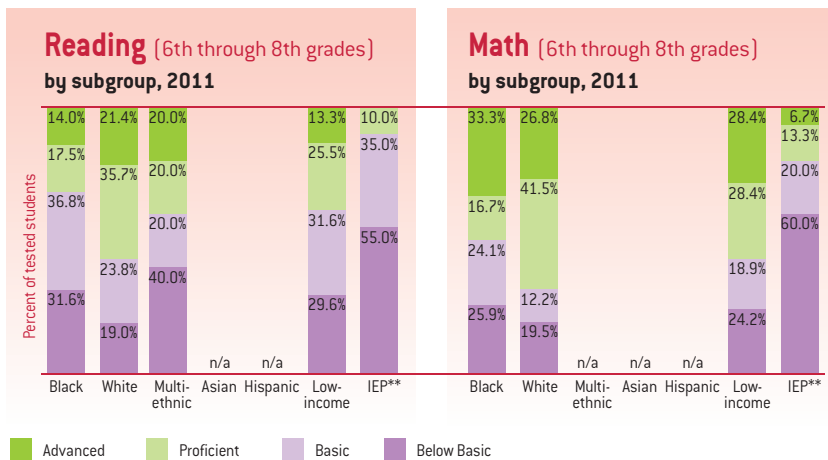 Reading (6th through 8th grades)
by subgroup, 2011
Percent of tested students
14.0% 21.4% 20.0% 13.3% 10.0%
17.5% 35.7% 20.0% 25.5% 35.0%
36.8% 23.8% 20.0% 31.6% 55.0%
31.6% 19.0% 40.0% 29.6%
n/a n/a
Black White Multi- Asian Hispanic Low- IEP**
ethnic income
Math (6th through 8th grades)
by subgroup, 2011
33.3% 26.8% 28.4% 6.7%
16.7% 41.5% 28.4% 13.3%
24.1% 12.2% 18.9% 20.0%
25.9% 19.5% 24.2% 60.0%
n/a n/a n/a
Black White Multi- Asian Hispanic Low- IEP**
ethnic income
Advanced Proficient Basic Below Basic